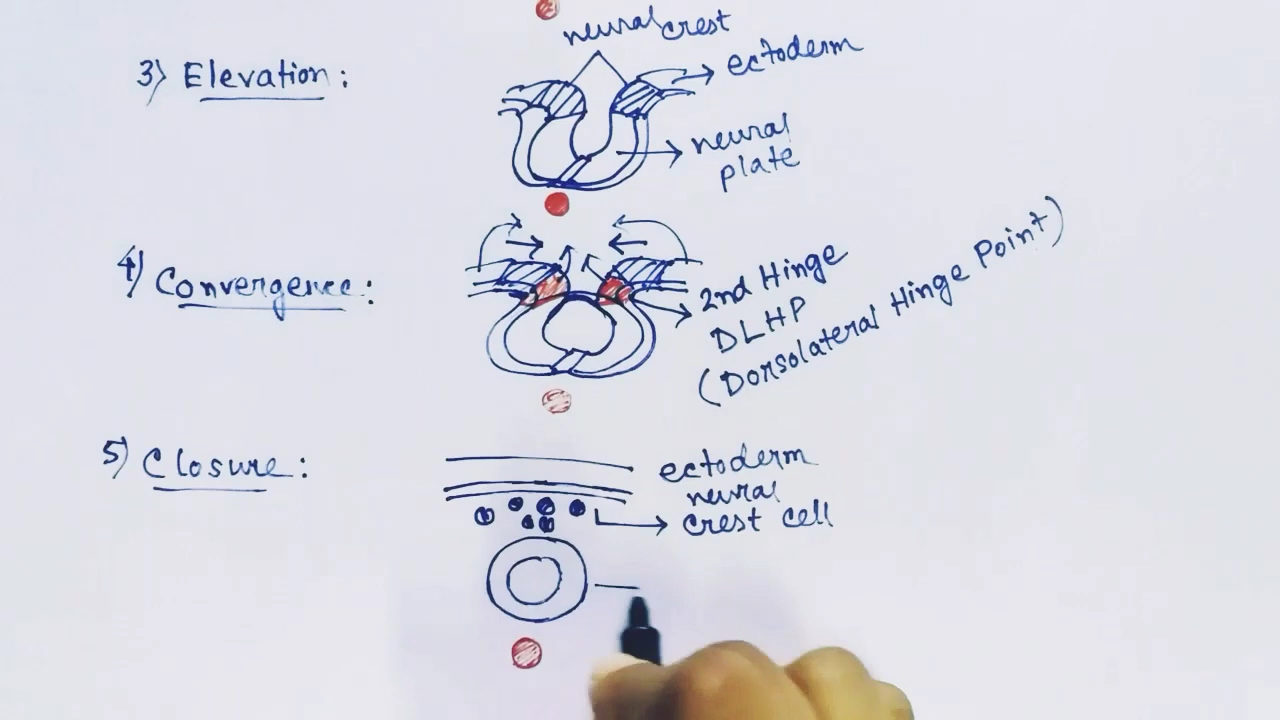 neural crest
3) Elevation:
ectoderm
neural
plate
4) Convergence:
2nd Hinge
DLHP
(Dorsolateral Hinge Point)
5) Closure:
ectoderm
neural
crest cell